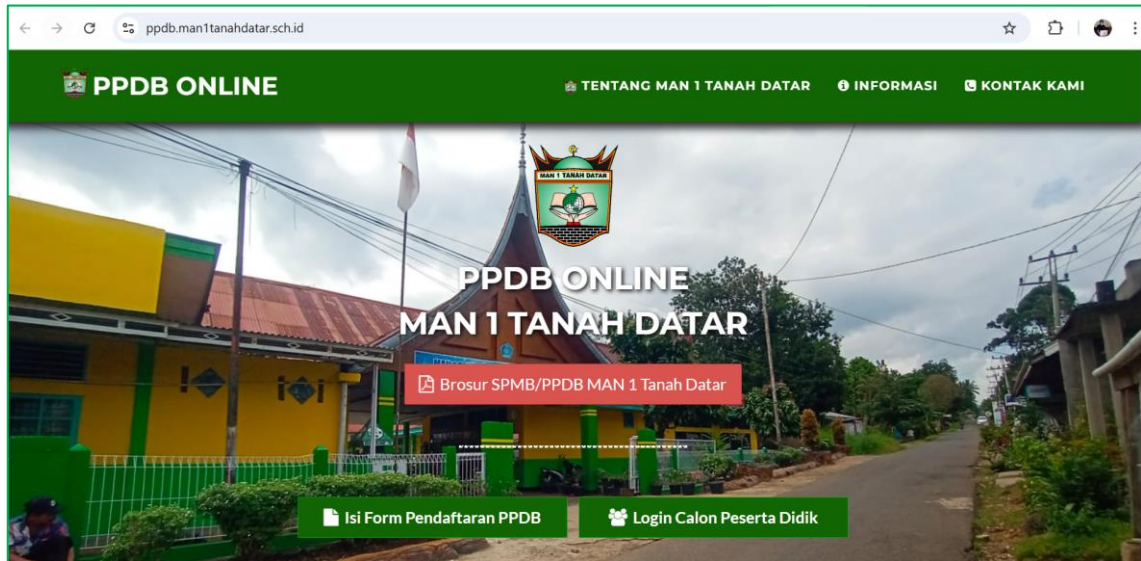 ppdb.man1tanahdatar.sch.id
PPDB ONLINE
TENTANG MAN 1 TANAH DATAR
INFORMASI
KONTAK KAMI
MAN 1 TANAH DATAR
PPDB ONLINE
MAN 1 TANAH DATAR
Brosur SPMB/PPDB MAN 1 Tanah Datar
Isi Form Pendaftaran PPDB
Login Calon Peserta Didik